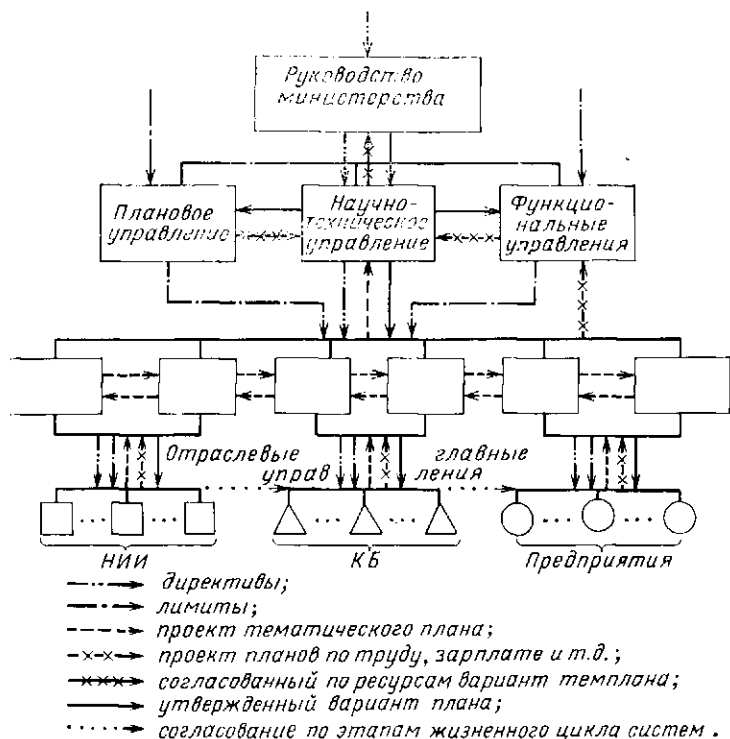 Руководство
министерства
Плановое
управление
Научно-
техническое
управление
Функцио-
нальные
управления
Отраслевые главные
управ ления
НИИ
КБ
Предприятия
директивы;
лимиты;
проект тематического плана;
проект планов по труду, зарплате и т.д.;
согласованный по ресурсам вариант темплана;
утвержденный вариант плана;
согласование по этапам жизненного цикла систем.